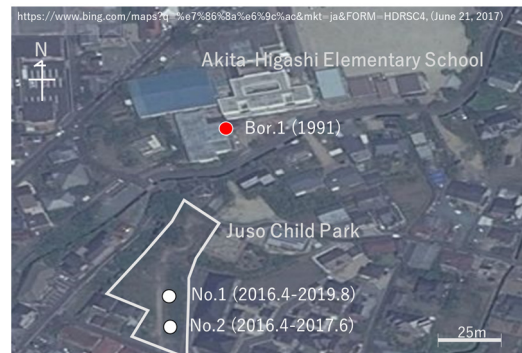 https://www.bing.com/maps?q=%e7%86%8a%e6%9c%ac&mkt=ja&FORM=HDRSC4, (June 21, 2017)
N
Akita-Higashi Elementary School
Bor.1 (1991)
Juso Child Park
No.1 (2016.4-2019.8)
No.2 (2016.4-2017.6)
25m